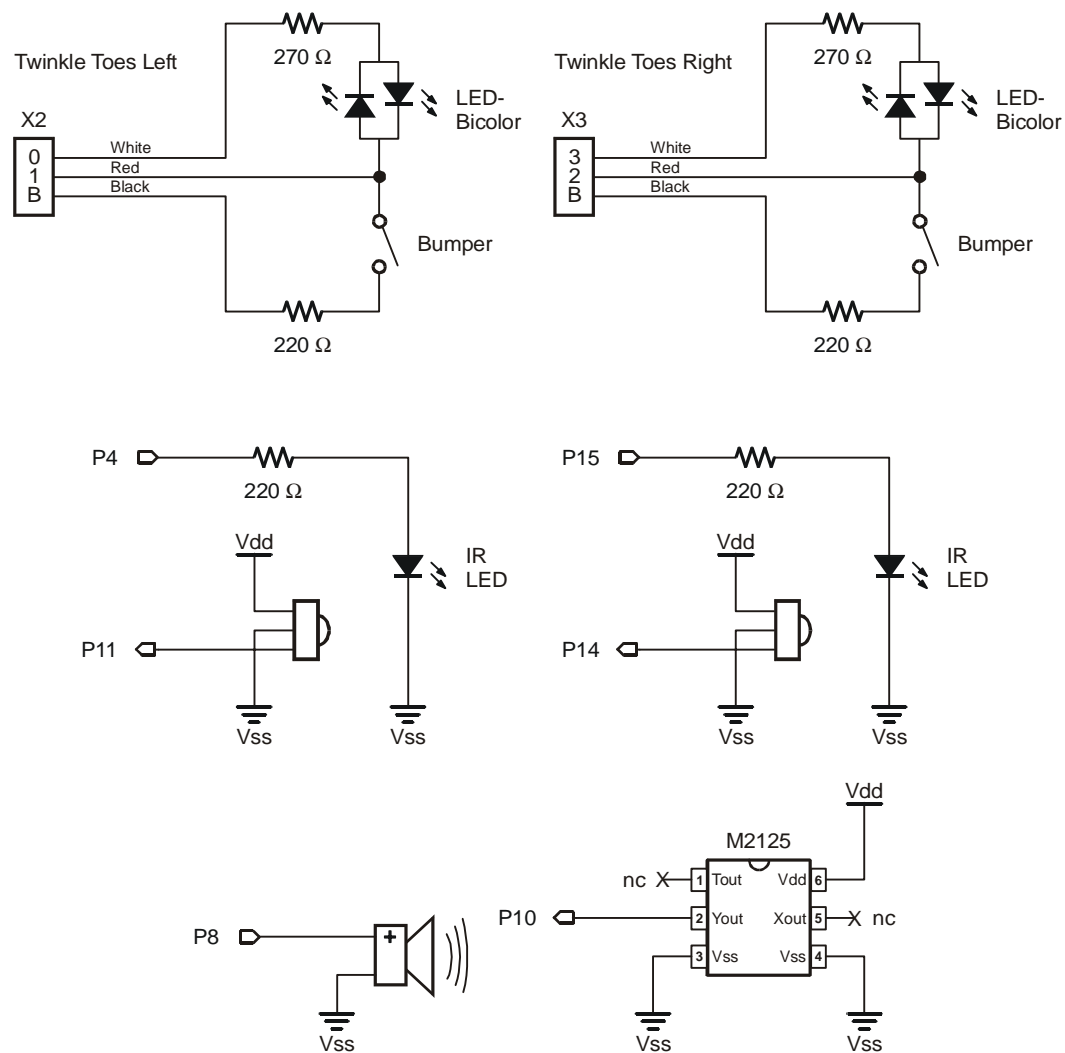 270 Ω
270 Ω
Twinkle Toes Left
Twinkle Toes Right
LED-
Bicolor
LED-
Bicolor
X2
X3
0
1
B
White
Red
Black
3
2
B
White
Red
Black
Bumper
Bumper
220 Ω
220 Ω
P4
P15
220 Ω
220 Ω
Vdd
IR
LED
Vdd
IR
LED
P11
P14
Vss
Vss
Vss
Vss
Vdd
M2125
nc X
1 Tout
Vdd 6
P10
2 Yout
Xout 5
X nc
P8
+
3 Vss
Vss 4
Vss
Vss
Vss